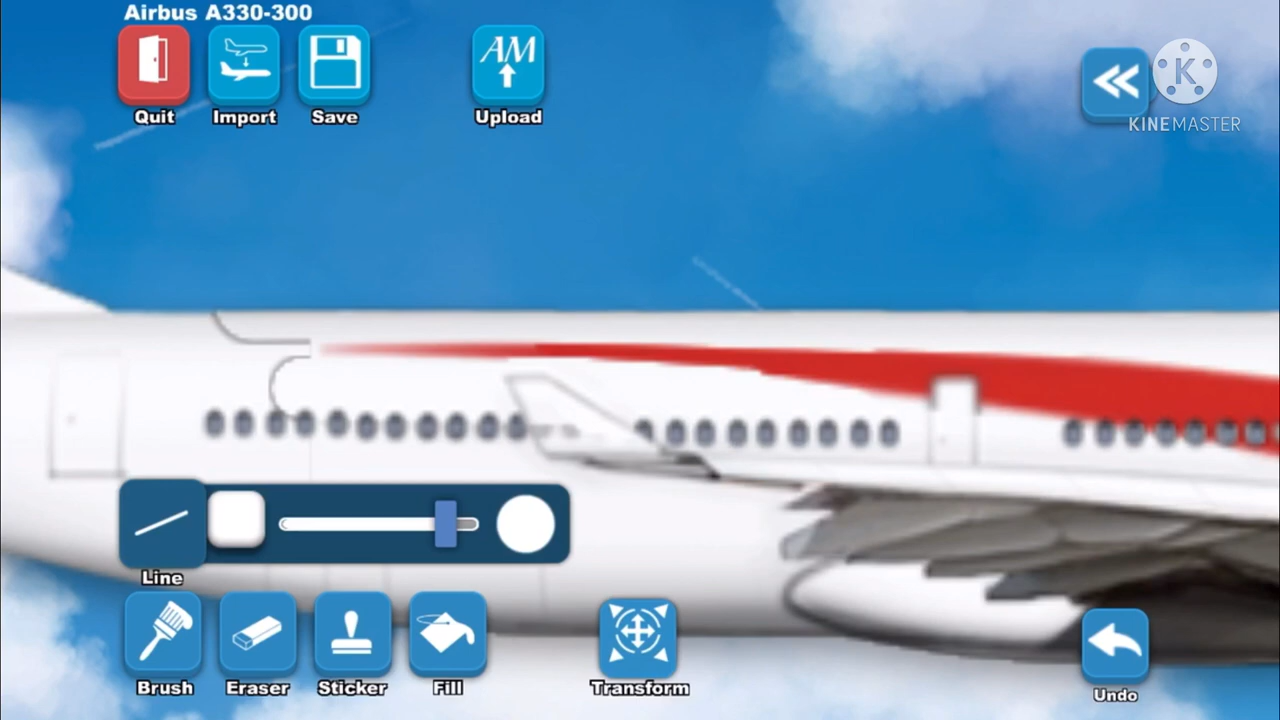 Airbus A330-300
AM
K
Quit
Import
Save
Upload
KINEMASTER
Line
Brush
Eraser
Sticker
Fill
Transform
Undo